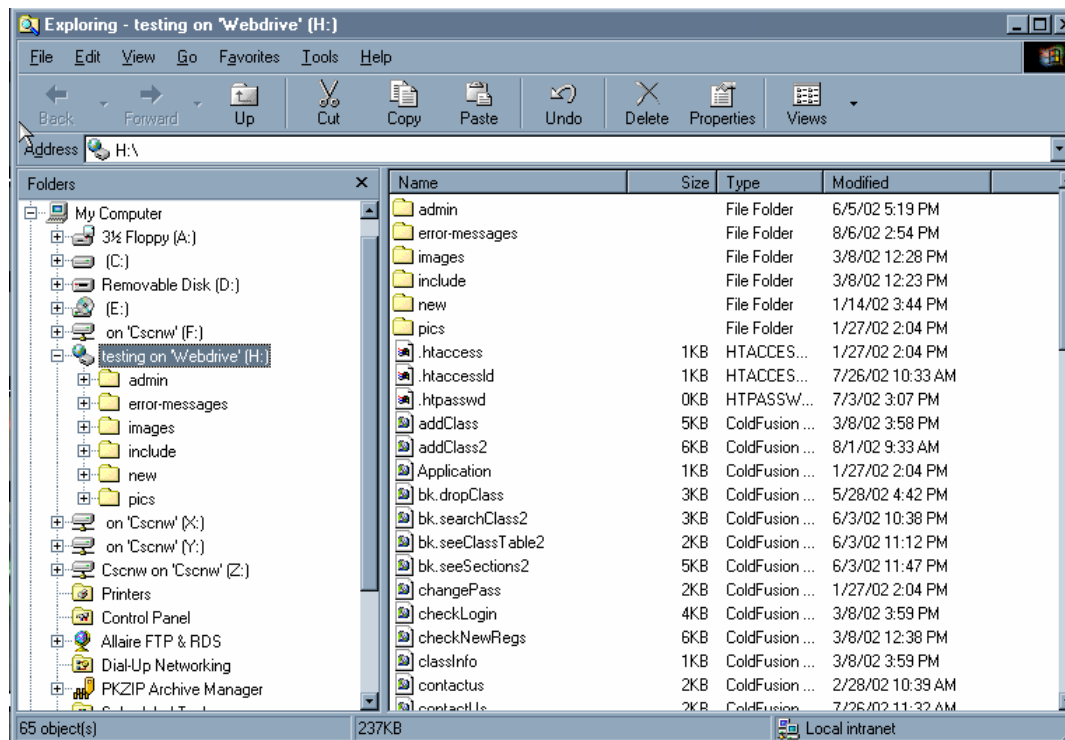 Exploring - testing on 'Webdrive' (H:)
File Edit View Go Favorites Tools Help
Back Forward Up Cut Copy Paste Undo Delete Properties Views
Address H:\
Folders
My Computer
3½ Floppy (A:)
(C:)
Removable Disk (D:)
(E:)
on 'Cscnw' (F:)
testing on 'Webdrive' (H:)
admin
error-messages
images
include
new
pics
on 'Cscnw' (X:)
on 'Cscnw' (Y:)
Cscnw on 'Cscnw' (Z:)
Printers
Control Panel
Allaire FTP & RDS
Dial-Up Networking
PKZIP Archive Manager
Name Size Type Modified
admin File Folder 6/5/02 5:19 PM
error-messages File Folder 8/6/02 2:54 PM
images File Folder 3/8/02 12:28 PM
include File Folder 3/8/02 12:23 PM
new File Folder 1/14/02 3:44 PM
pics File Folder 1/27/02 2:04 PM
.htaccess 1KB HTACCES... 1/27/02 2:04 PM
.htaccessld 1KB HTACCES... 7/26/02 10:33 AM
.htpasswd 0KB HTPASSW... 7/3/02 3:07 PM
addClass 5KB ColdFusion ... 3/8/02 3:58 PM
addClass2 6KB ColdFusion ... 8/1/02 9:33 AM
Application 1KB ColdFusion ... 1/27/02 2:04 PM
bk.dropClass 3KB ColdFusion ... 5/28/02 4:42 PM
bk.searchClass2 3KB ColdFusion ... 6/3/02 10:38 PM
bk.seeClassTable2 2KB ColdFusion ... 6/3/02 11:12 PM
bk.seeSections2 5KB ColdFusion ... 6/3/02 11:47 PM
changePass 2KB ColdFusion ... 1/27/02 2:04 PM
checkLogin 4KB ColdFusion ... 3/8/02 3:59 PM
checkNewRegs 6KB ColdFusion ... 3/8/02 12:38 PM
classInfo 1KB ColdFusion ... 3/8/02 3:59 PM
contactus 2KB ColdFusion ... 2/28/02 10:39 AM
contactUs 2KB ColdFusion ... 7/26/02 11:32 AM
65 object(s) 237KB Local intranet